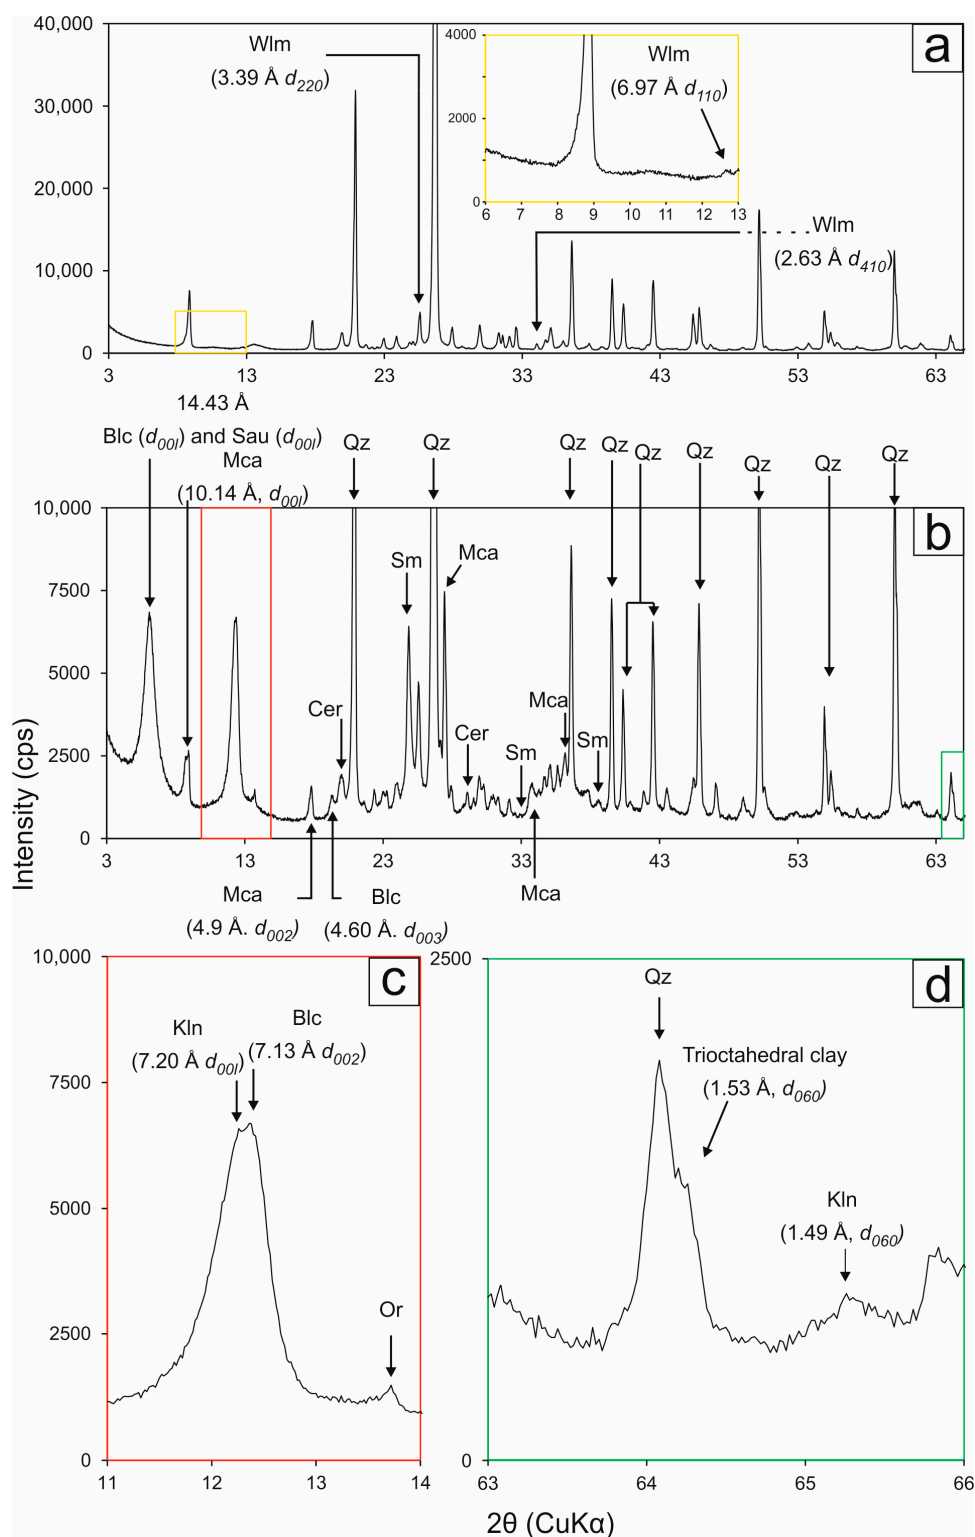 40,000
30,000
20,000
10,000
0
3
13
23
33
43
53
63
a
Wlm
(3.39 Å d220)
4000
2000
0
6
7
8
9
10
11
12
13
Wlm
(6.97 Å d110)
Wlm
(2.63 Å d410)
14.43 Å
Blc (d00l) and Sau (d00l)
Mca
(10.14 Å, d00l)
Qz
Qz
Qz
Qz
Qz
Qz
Qz
Qz
Qz
b
10,000
7500
5000
2500
0
Sm
Mca
Cer
Cer
Sm
Mca
Sm
3
13
23
33
43
53
63
Mca
(4.9 Å. d002)
Blc
(4.60 Å. d003)
Mca
Intensity (cps)
10,000
7500
5000
2500
0
c
Kln
(7.20 Å d00l)
Blc
(7.13 Å d002)
Or
11
12
13
14
2500
0
d
Qz
Trioctahedral clay
(1.53 Å, d060)
Kln
(1.49 Å, d060)
63
64
65
66
2θ (CuKα)